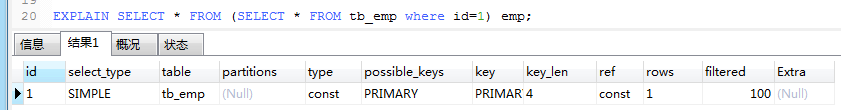 20 EXPLAIN SELECT * FROM (SELECT * FROM tb_emp where id=1) emp;
信息 结果1 概况 状态
id select_type table partitions type possible_keys key key_len ref rows filtered Extra
1 SIMPLE tb_emp (Null) const PRIMARY PRIMAR 4 const 1 100 (Null)